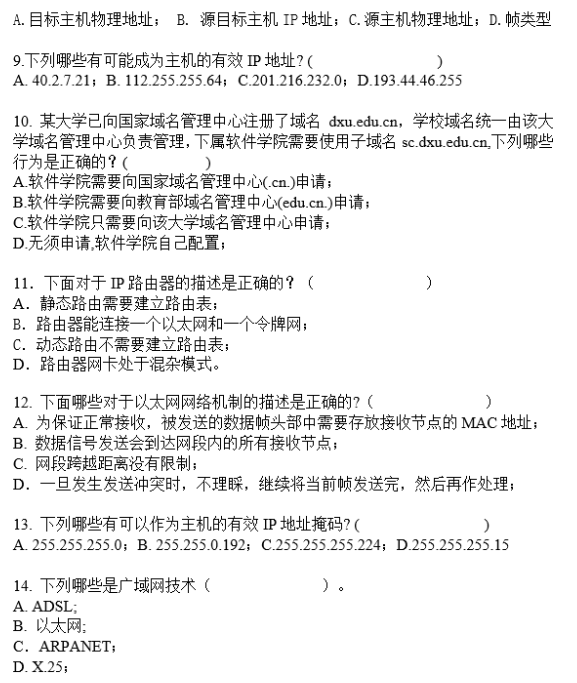 A.目标主机物理地址； B. 源目标主机 IP 地址；C.源主机物理地址；D.帧类型
9.下列哪些有可能成为主机的有效 IP 地址? ( )
A. 40.2.7.21；B. 112.255.255.64；C.201.216.232.0；D.193.44.46.255
10. 某大学已向国家域名管理中心注册了域名 dxu.edu.cn，学校域名统一由该大
学域名管理中心负责管理，下属软件学院需要使用子域名 sc.dxu.edu.cn,下列哪些
行为是正确的？( )
A.软件学院需要向国家域名管理中心(.cn.)申请；
B.软件学院需要向教育部域名管理中心(edu.cn.)申请；
C.软件学院只需要向该大学域名管理中心申请；
D.无须申请,软件学院自己配置；
11．下面对于 IP 路由器的描述是正确的？（ ）
A．静态路由需要建立路由表；
B．路由器能连接一个以太网和一个令牌网；
C．动态路由不需要建立路由表；
D．路由器网卡处于混杂模式。
12. 下面哪些对于以太网网络机制的描述是正确的?（ ）
A. 为保证正常接收，被发送的数据帧头部中需要存放接收节点的 MAC 地址；
B. 数据信号发送会到达网段内的所有接收节点；
C. 网段跨越距离没有限制；
D．一旦发生发送冲突时，不理睬，继续将当前帧发送完，然后再作处理；
13. 下列哪些有可以作为主机的有效 IP 地址掩码? ( )
A. 255.255.255.0；B. 255.255.0.192；C.255.255.255.224；D.255.255.255.15
14. 下列哪些是广域网技术（ ）。
A. ADSL;
B. 以太网;
C．ARPANET；
D. X.25；